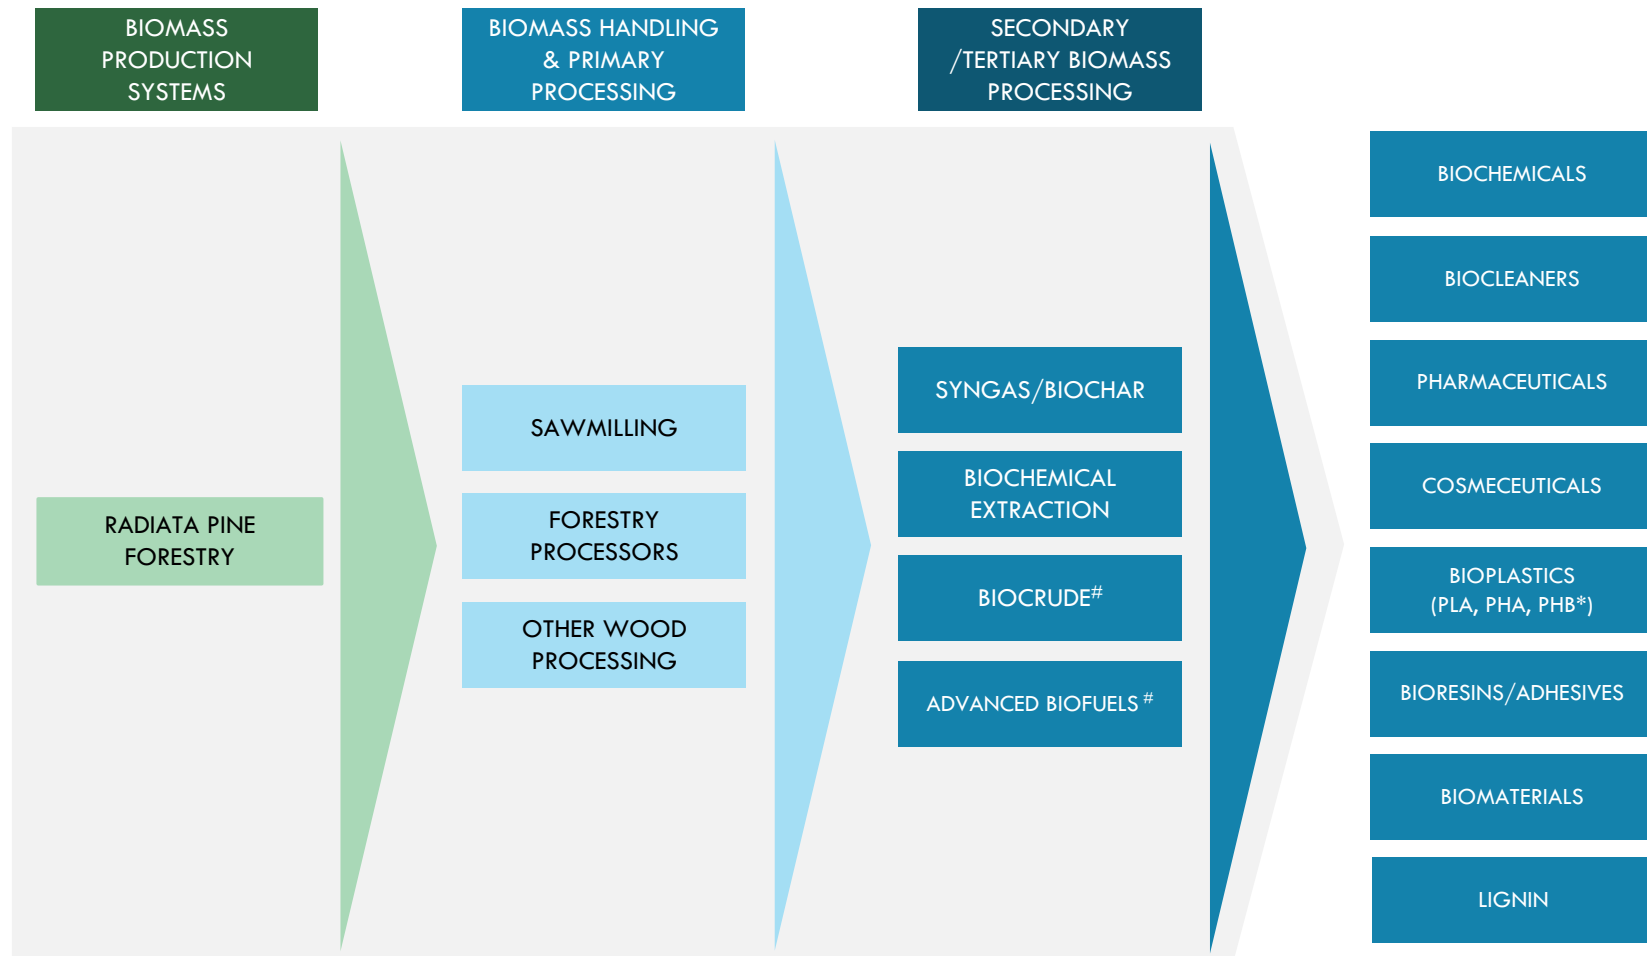 BIOMASS
PRODUCTION
SYSTEMS
BIOMASS HANDLING
& PRIMARY
PROCESSING
SECONDARY
/TERTIARY BIOMASS
PROCESSING
RADIATA PINE
FORESTRY
SAWMILLING
FORESTRY
PROCESSORS
OTHER WOOD
PROCESSING
SYNGAS/BIOCHAR
BIOCHEMICAL
EXTRACTION
BIOCRUDE#
ADVANCED BIOFUELS #
BIOCHEMICALS
BIOCLEANERS
PHARMACEUTICALS
COSMECEUTICALS
BIOPLASTICS
(PLA, PHA, PHB*)
BIORESINS/ADHESIVES
BIOMATERIALS
LIGNIN